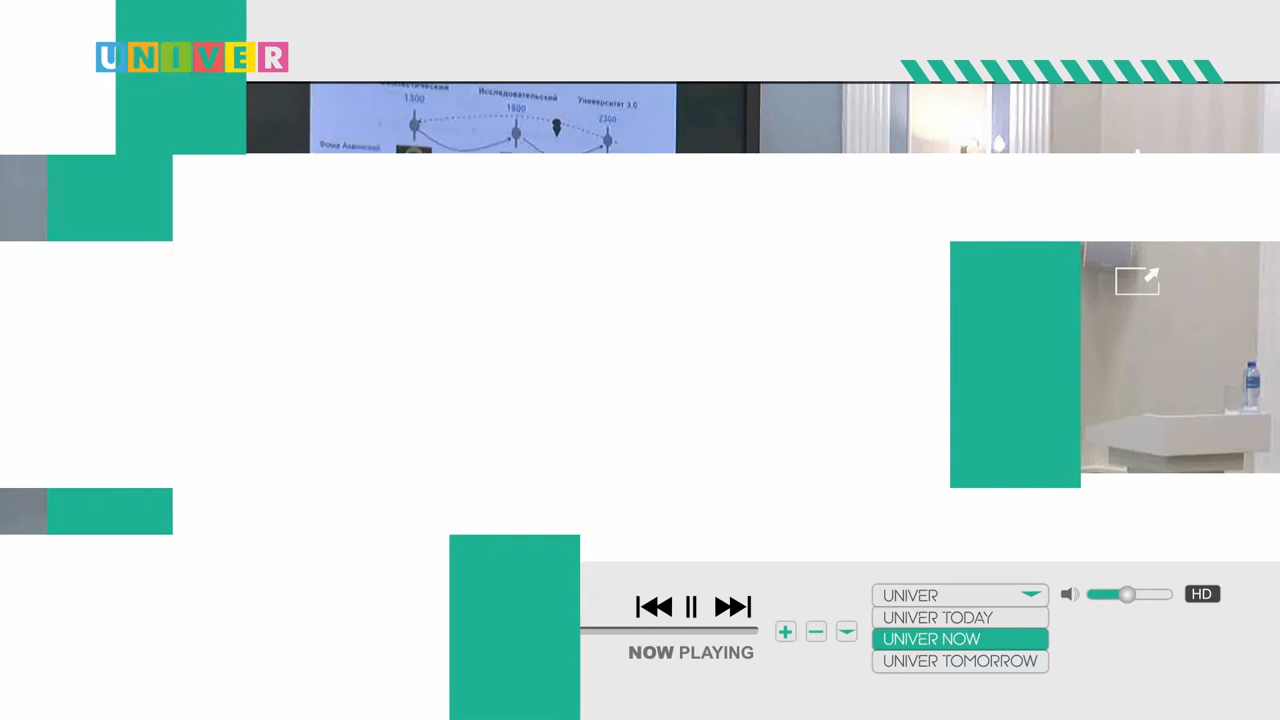 UNIVER
Исследовательский
Университет 3.0
1300
1800
2300
Фома Аквинский
UNIVER
HD
UNIVER TODAY
UNIVER NOW
NOW PLAYING
UNIVER TOMORROW